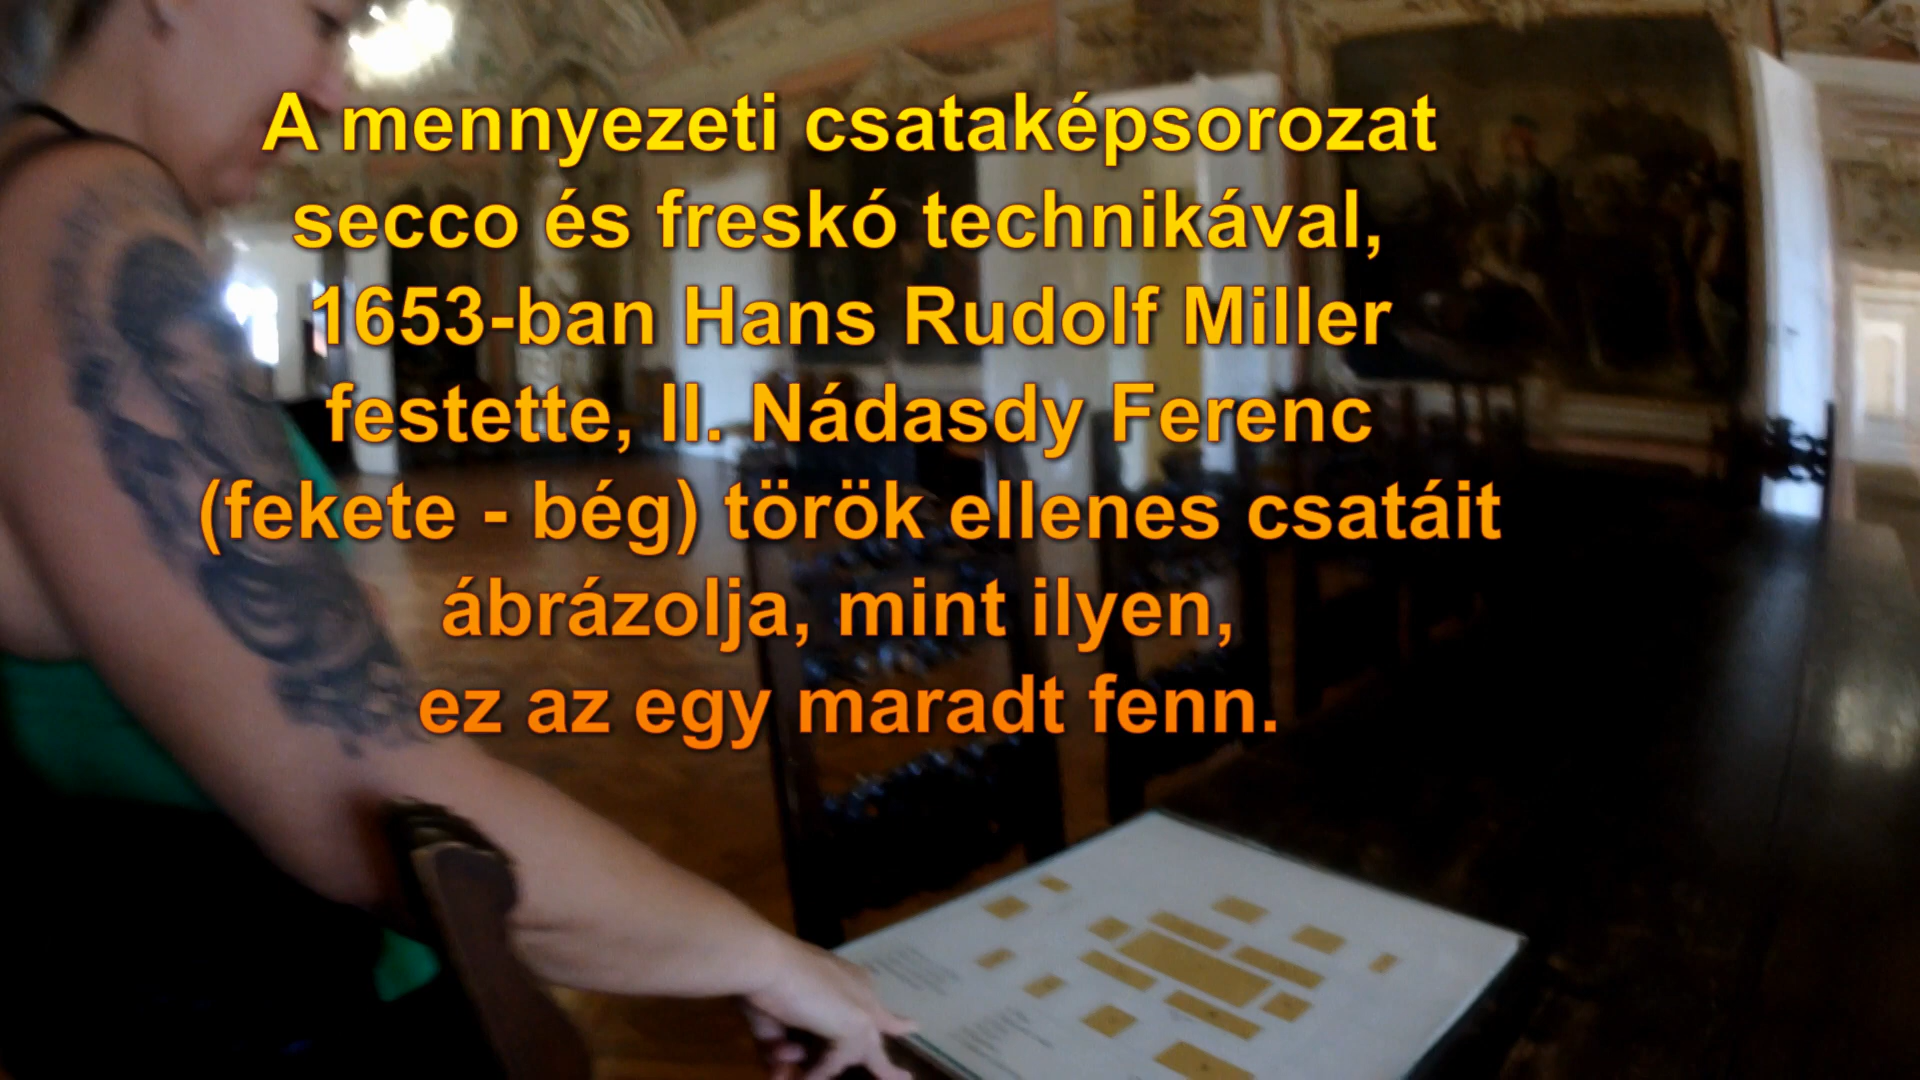 A mennyezeti csataképsorozat
secco és freskó technikával,
1653-ban Hans Rudolf Miller
festette, II. Nádasdy Ferenc
(fekete - bég) török ellenes csatáit
ábrázolja, mint ilyen,
ez az egy maradt fenn.